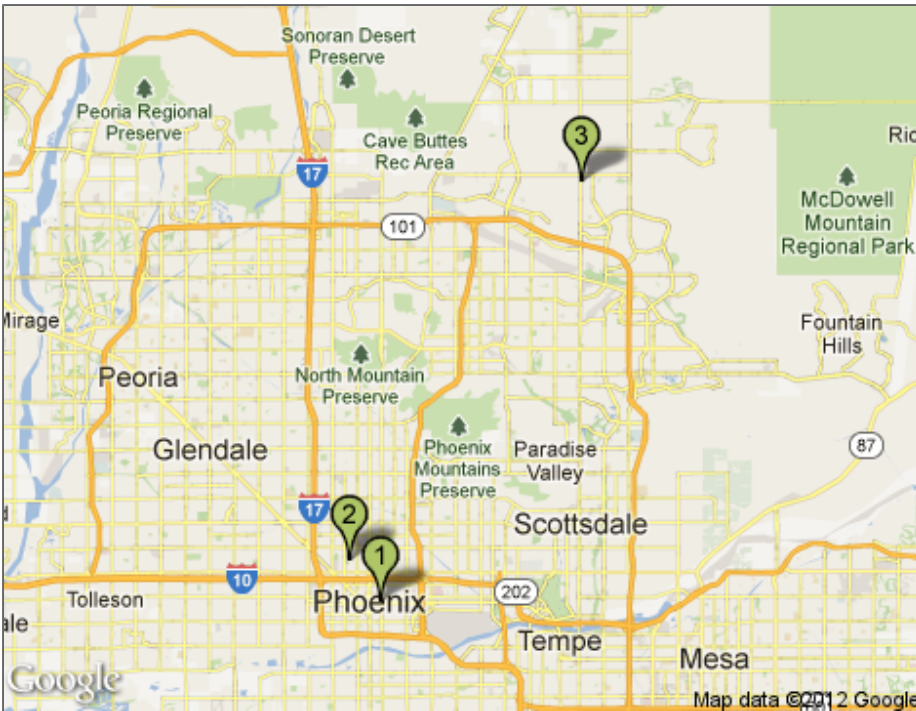 Sonoran Desert
Preserve
Peoria Regional
Preserve
Cave Buttes
Rec Area
3
17
McDowell
Mountain
Regional Park
101
Mirage
Fountain
Hills
North Mountain
Preserve
Peoria
Glendale
Phoenix
Mountains
Preserve
Paradise
Valley
87
17
2
Scottsdale
1
10
202
Tolleson
Phoenix
Tempe
Mesa
Google
Map data ©2012 Google